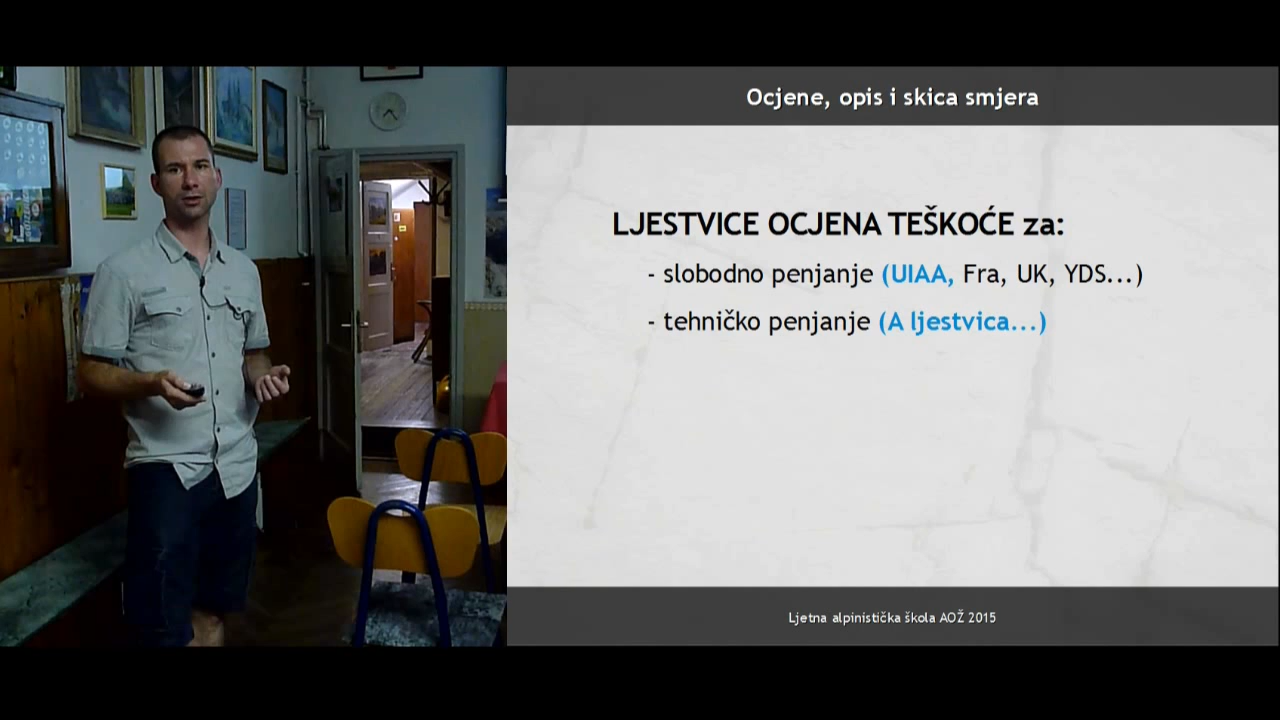 Ocjene, opis i skica smjera
LJESTVICE OCJENA TEŠKOĆE za:
- slobodno penjanje (UIAA, Fra, UK, YDS...)
- tehničko penjanje (A ljestvica...)
Ljetna alpinistička škola AOŽ 2015